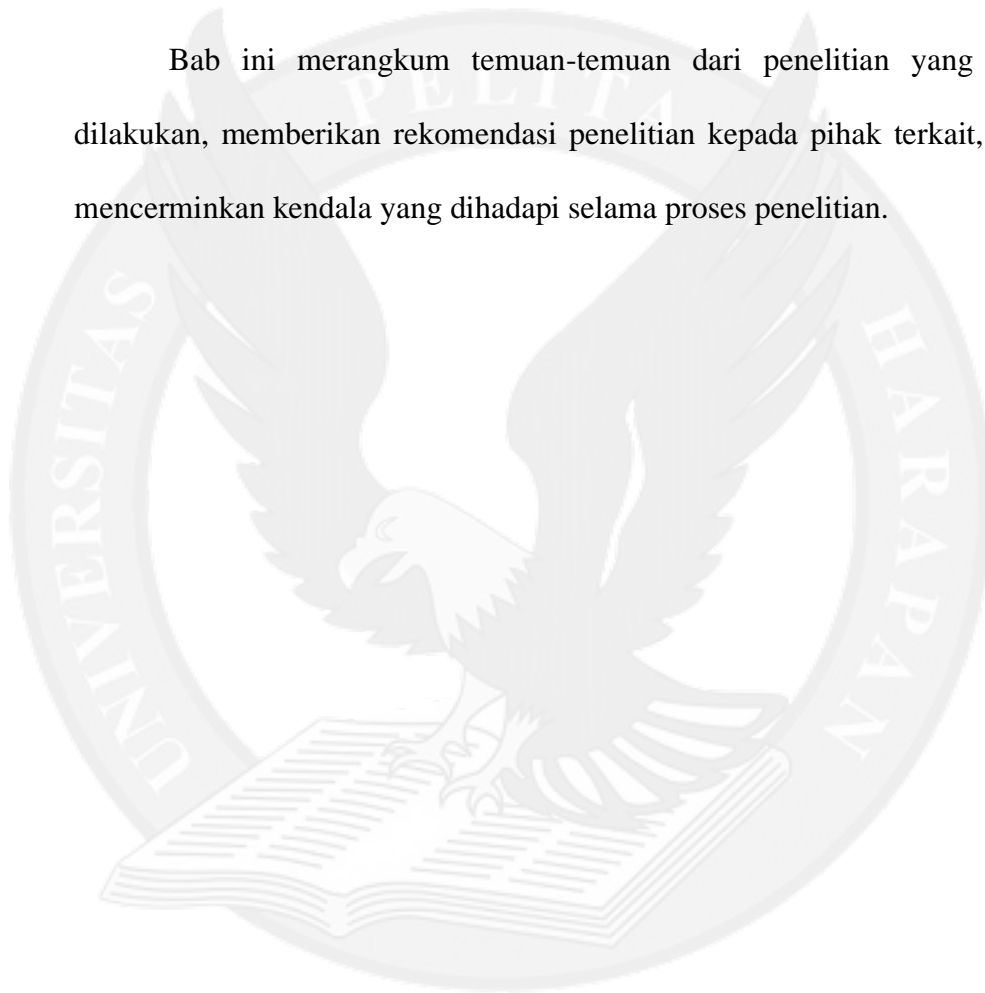 Bab ini merangkum temuan-temuan dari penelitian yang
dilakukan, memberikan rekomendasi penelitian kepada pihak terkait,
mencerminkan kendala yang dihadapi selama proses penelitian.
UNIVERSITAS PELITA HARAPAN